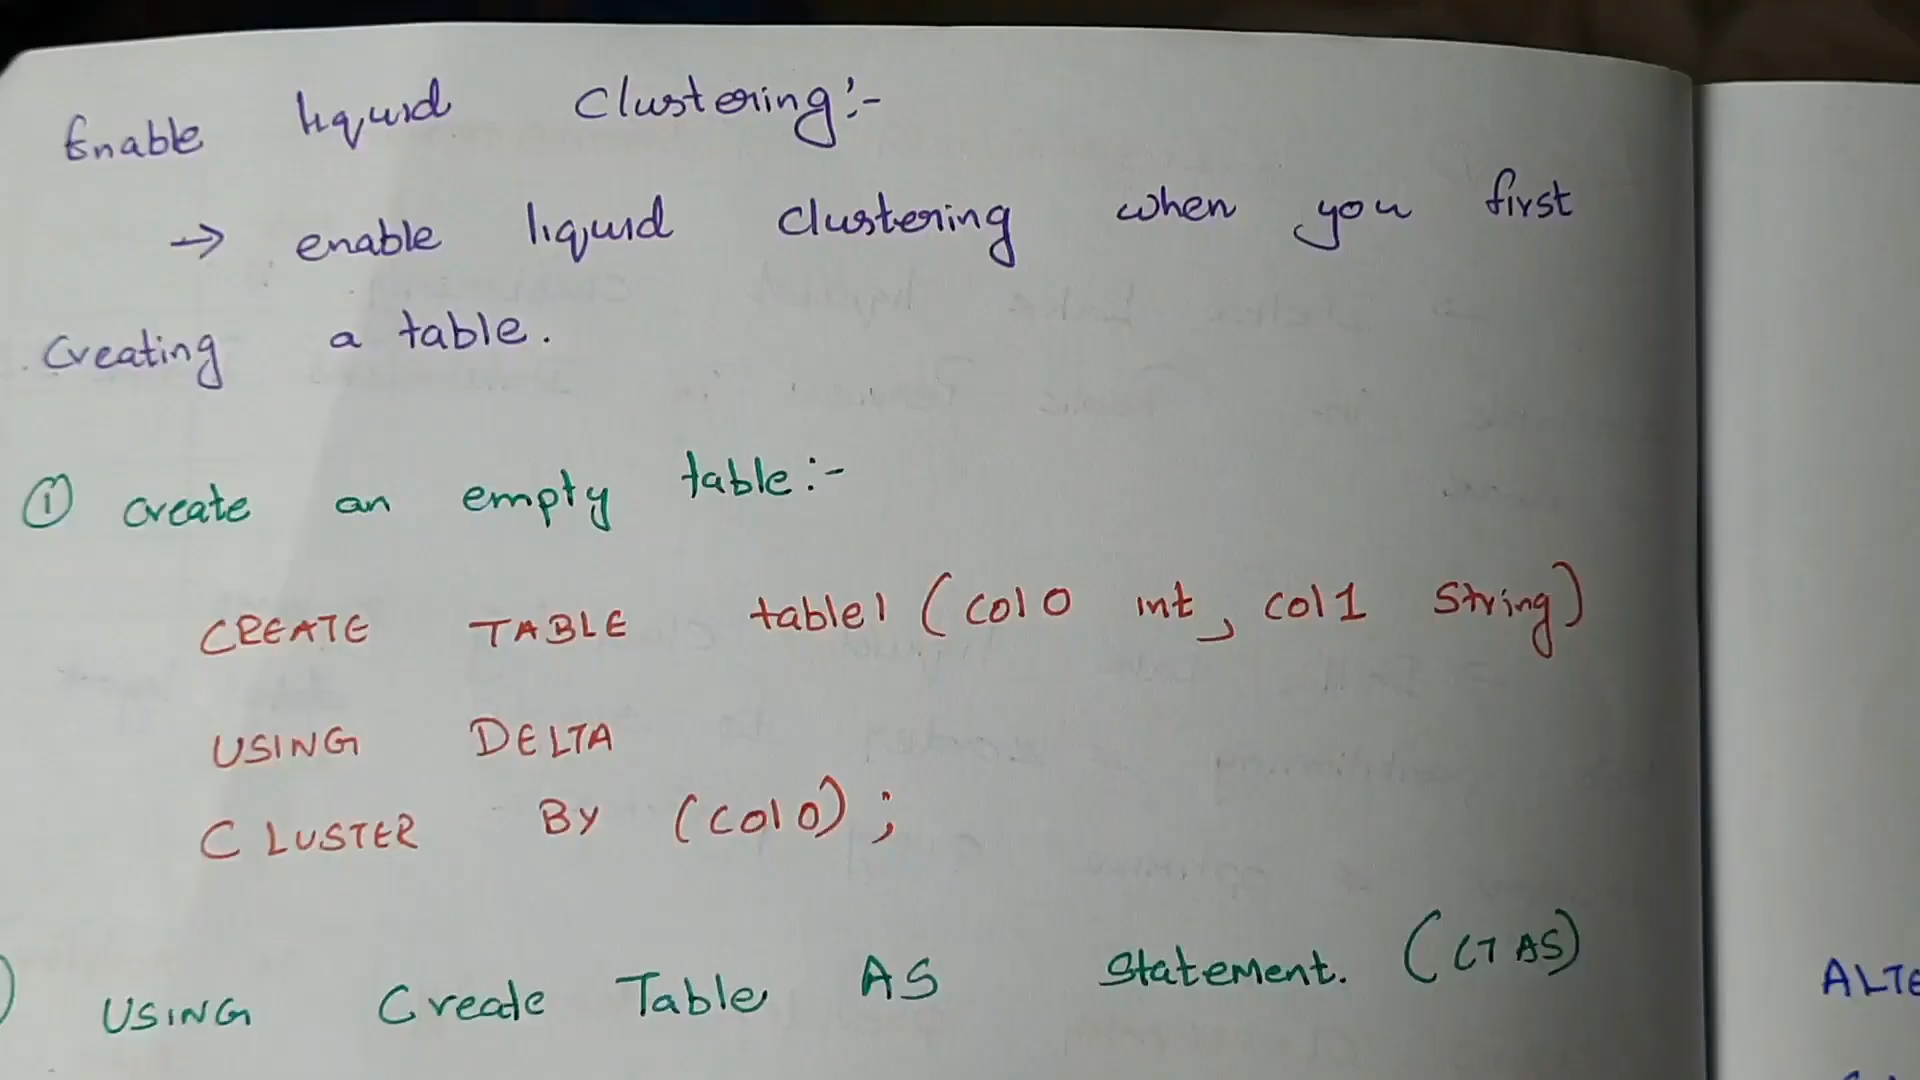 Enable liquid Clustering:-
→ enable liquid clustering when you first
Creating a table.
① create an empty table:-
CREATE TABLE table1 (col0 int, col1 string)
USING DELTA
CLUSTER BY (col0);
USING Create Table AS Statement. (CTAS)
ALTE